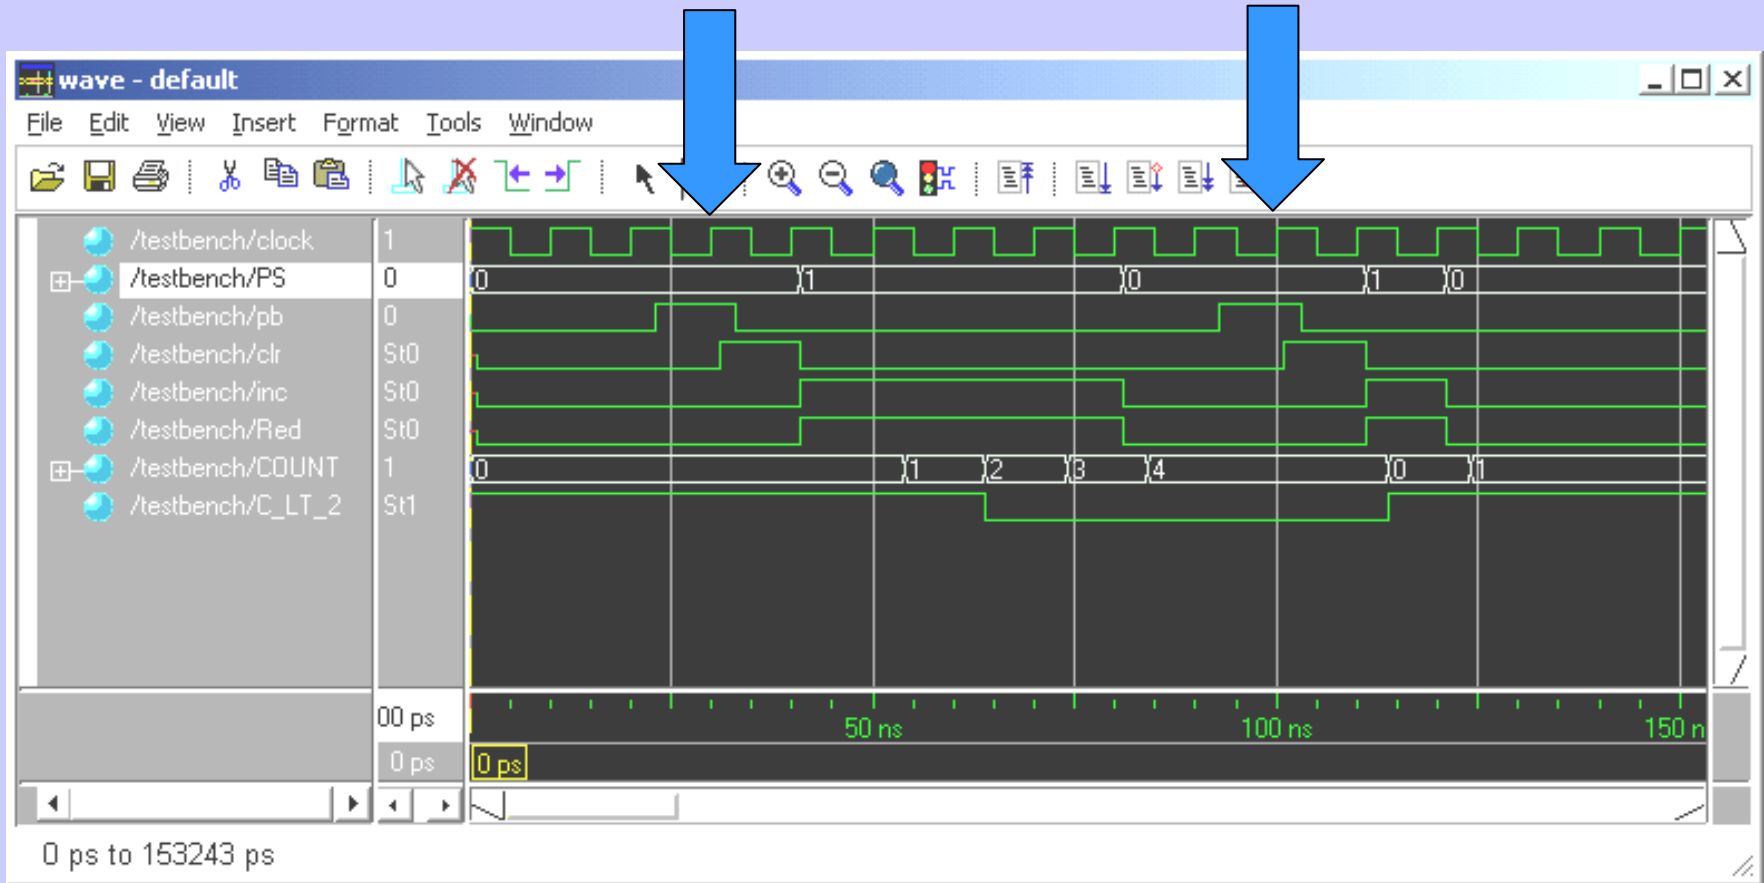 wave - default
File Edit View Insert Format Tools Window
/testbench/clock 1
/testbench/PS 0 0 1 0 1 0
/testbench/pb 0
/testbench/clr St0
/testbench/inc St0
/testbench/Red St0
/testbench/COUNT 1 0 1 2 3 4 0 1
/testbench/C_LT_2 St1
00 ps 50 ns 100 ns 150 n
0 ps 0 ps
0 ps to 153243 ps